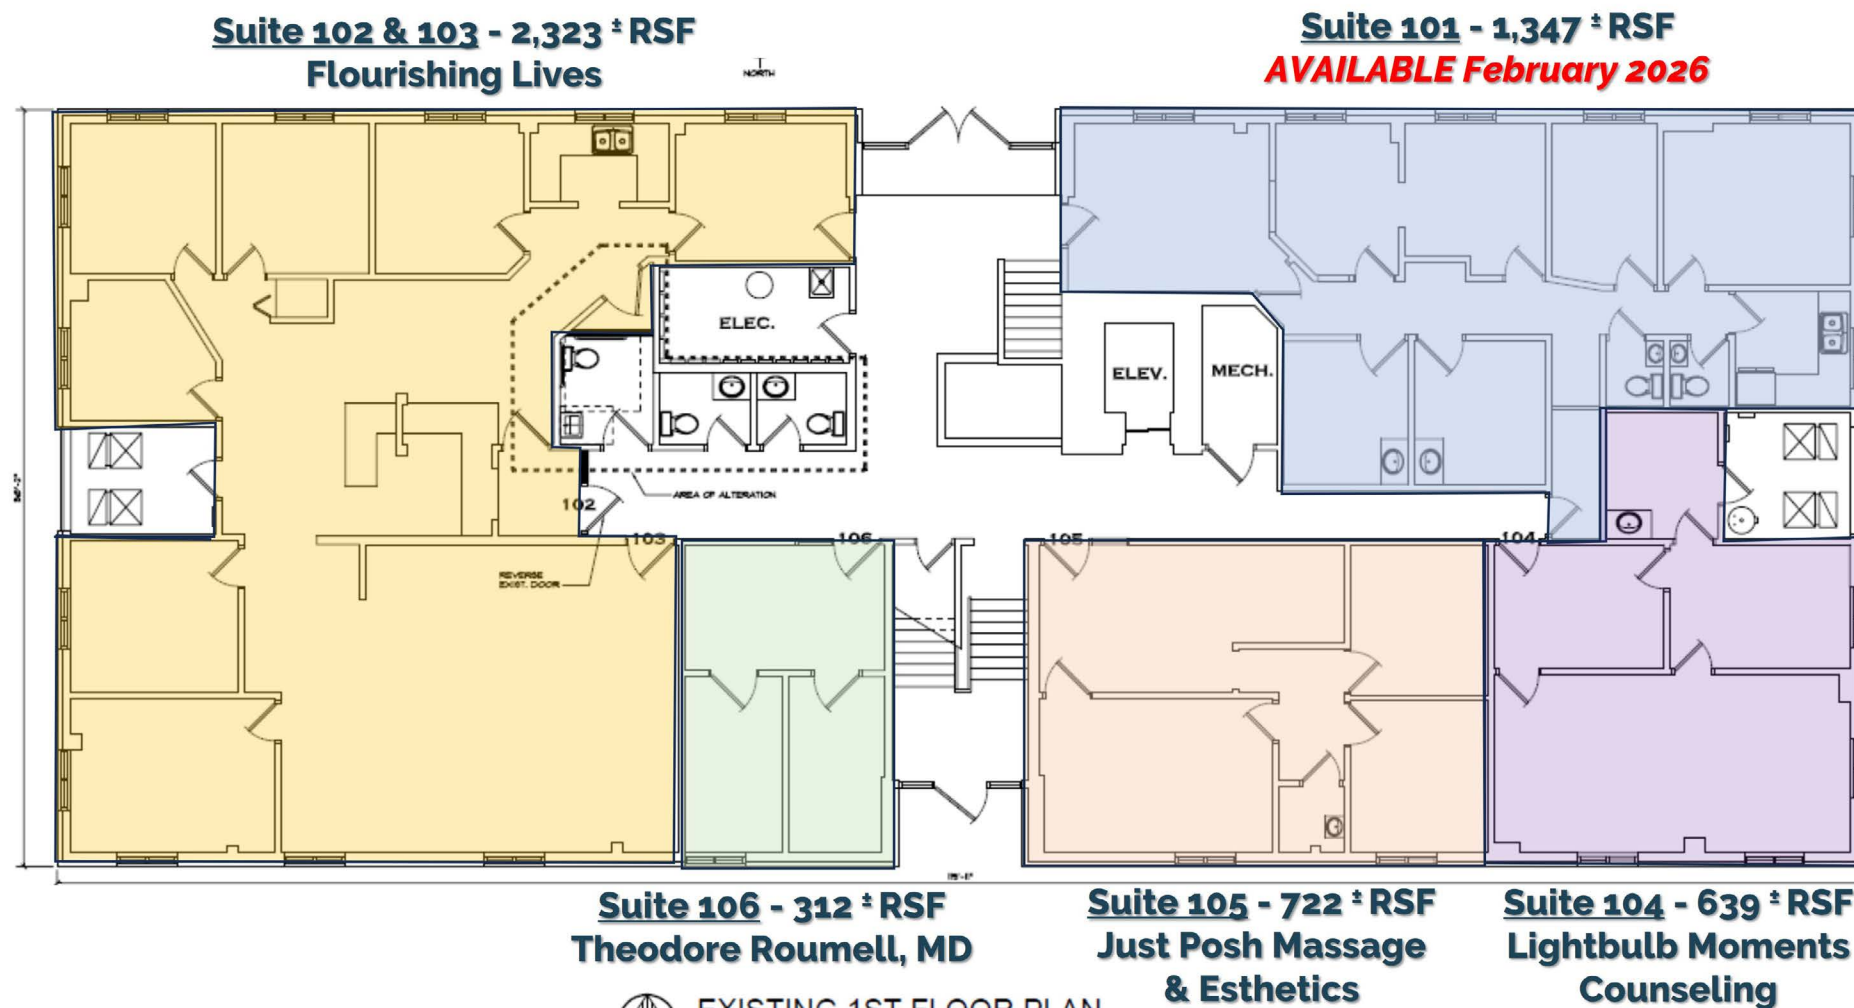 Suite 102 & 103 - 2,323 ± RSF
Flourishing Lives
NORTH
Suite 101 - 1,347 ± RSF
AVAILABLE February 2026
ELEC.
ELEV.
MECH.
AREA OF ALTERATION
102
103
106
105
104
REVERSE
EXIST. DOOR
Suite 106 - 312 ± RSF
Theodore Roumell, MD
Suite 105 - 722 ± RSF
Just Posh Massage
& Esthetics
Suite 104 - 639 ± RSF
Lightbulb Moments
Counseling
EXISTING 1ST FLOOR PLAN